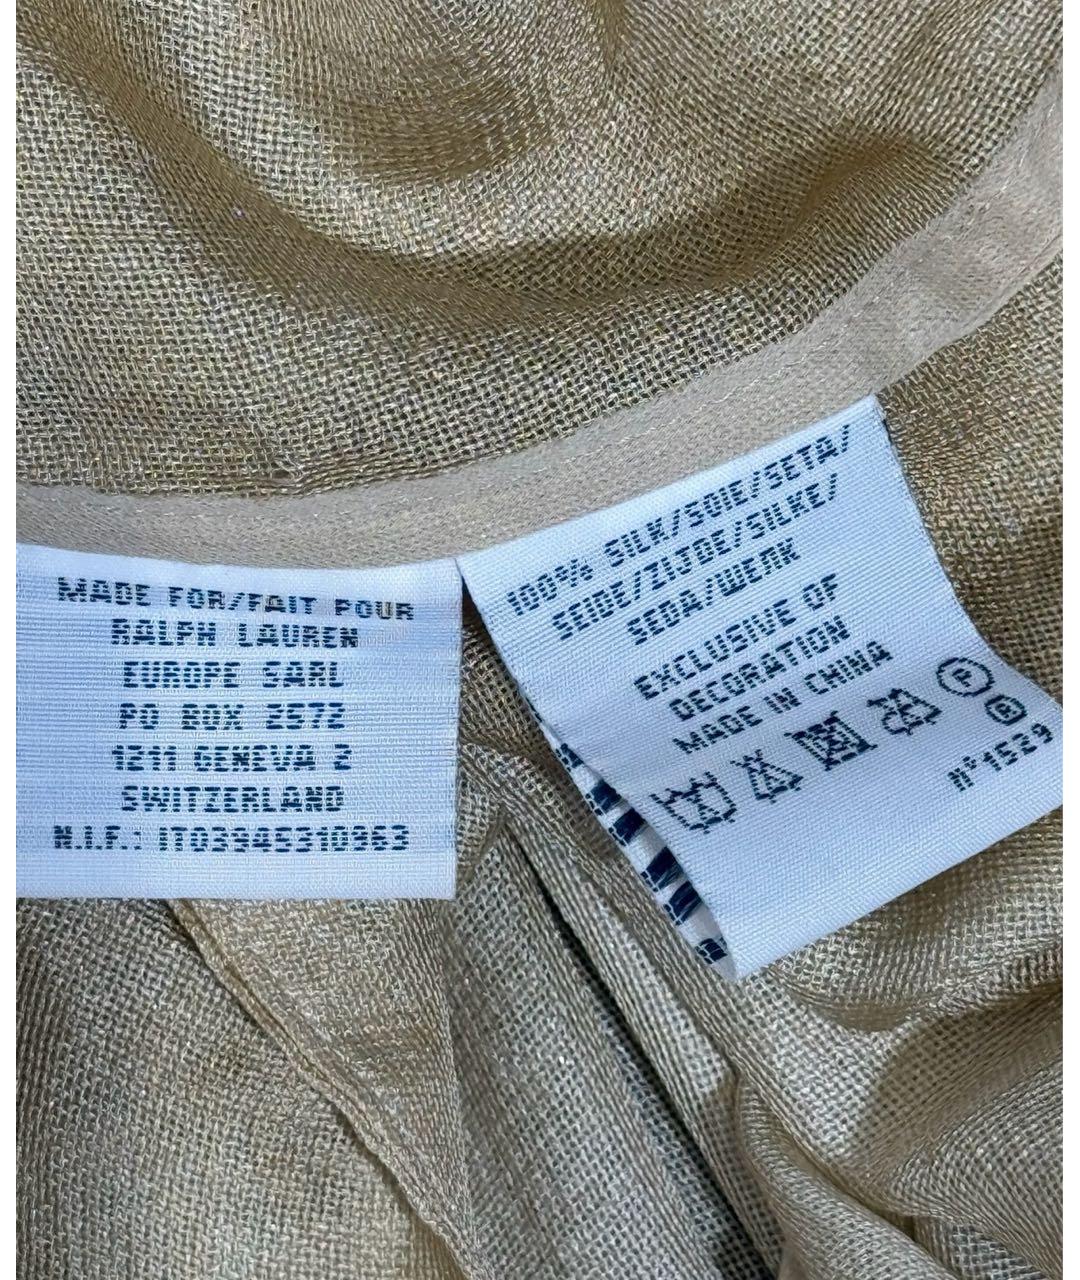 MADE FOR/FAIT POUR
RALPH LAUREN
EUROPE SARL
PO BOX 2572
1211 GENEVA 2
SWITZERLAND
N.I.F.: IT03945310963
100% SILK/SOIE/SETA/
SEIDE/ZIJDE/SILKE/
SEDA/WERK
EXCLUSIVE OF
DECORATION
MADE IN CHINA
P
R
N°1529